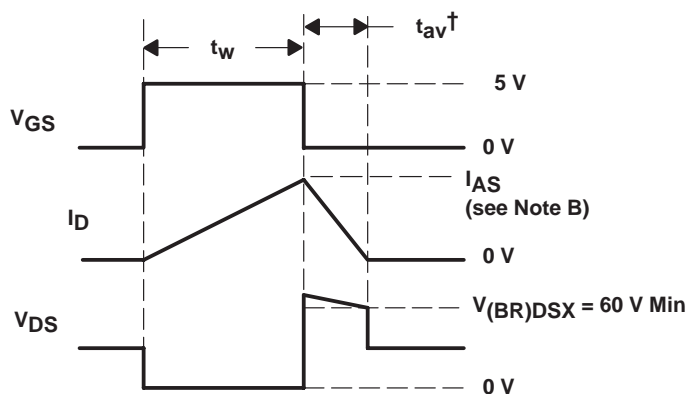 tw
tav†
5 V
VGS
0 V
IAS
(see Note B)
ID
0 V
V(BR)DSX = 60 V Min
VDS
0 V